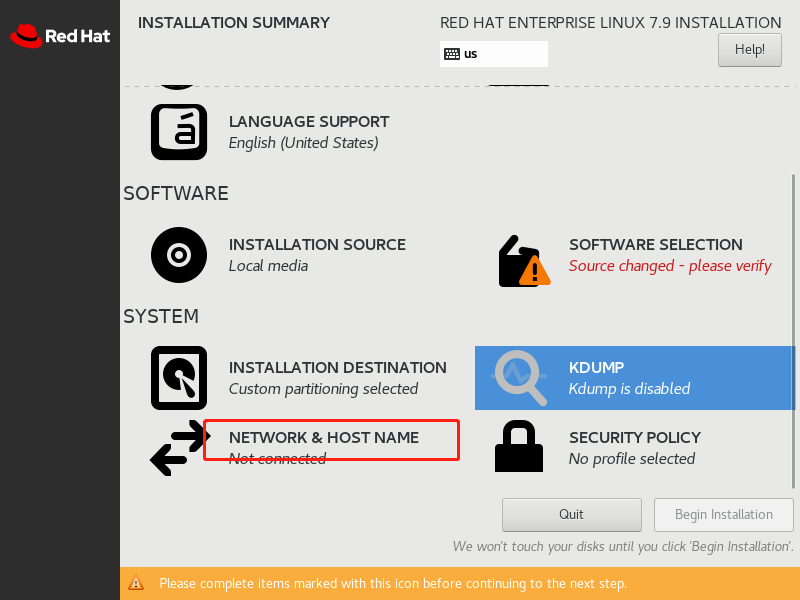 Red Hat
INSTALLATION SUMMARY
RED HAT ENTERPRISE LINUX 7.9 INSTALLATION
us
Help!
á
LANGUAGE SUPPORT
English (United States)
SOFTWARE
INSTALLATION SOURCE
Local media
SOFTWARE SELECTION
Source changed - please verify
SYSTEM
INSTALLATION DESTINATION
Custom partitioning selected
KDUMP
Kdump is disabled
NETWORK & HOST NAME
Not connected
SECURITY POLICY
No profile selected
Quit
Begin Installation
We won't touch your disks until you click 'Begin Installation'.
Please complete items marked with this icon before continuing to the next step.